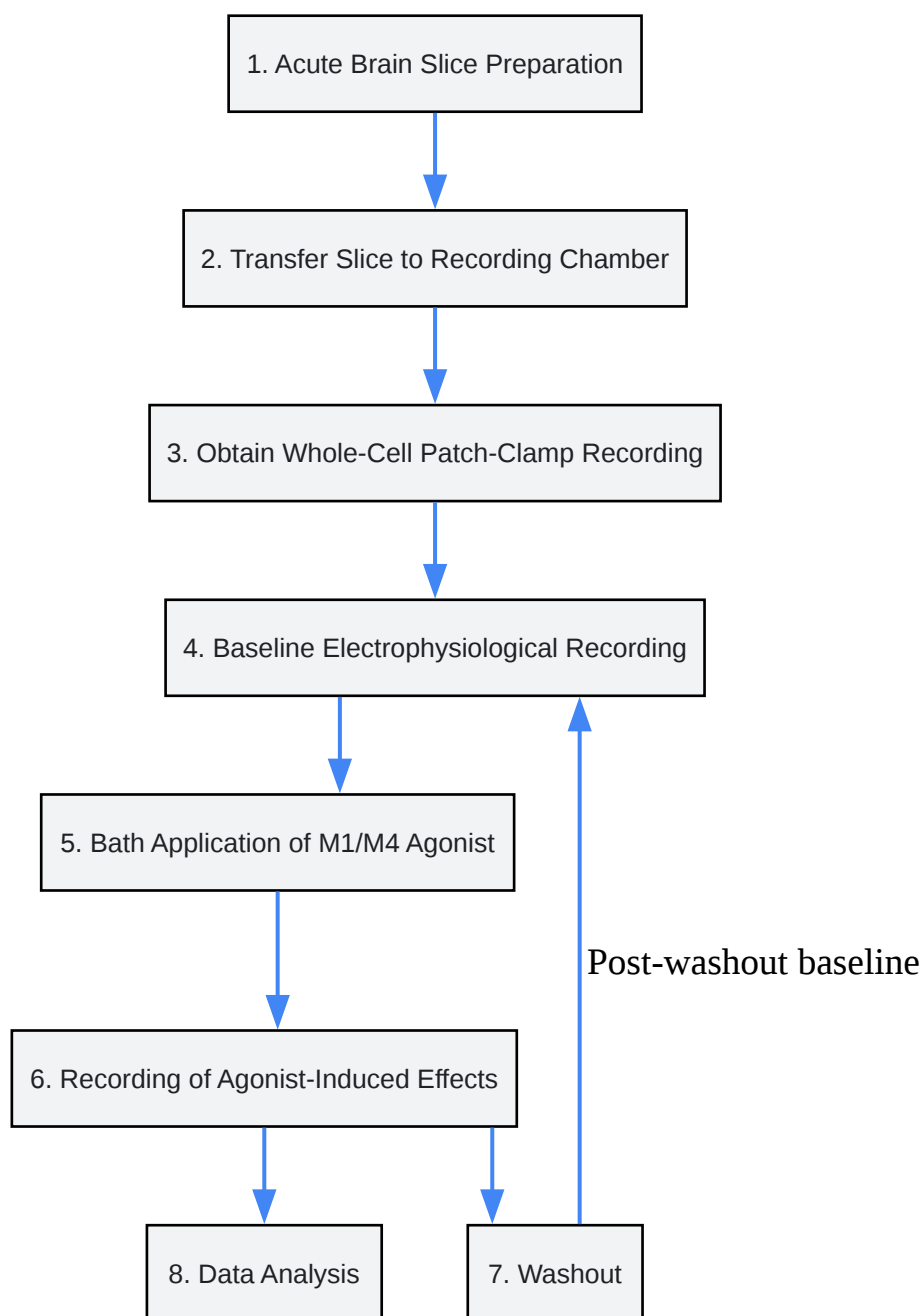 1. Acute Brain Slice Preparation
2. Transfer Slice to Recording Chamber
3. Obtain Whole-Cell Patch-Clamp Recording
4. Baseline Electrophysiological Recording
5. Bath Application of M1/M4 Agonist
Post-washout baseline
6. Recording of Agonist-Induced Effects
8. Data Analysis
7. Washout